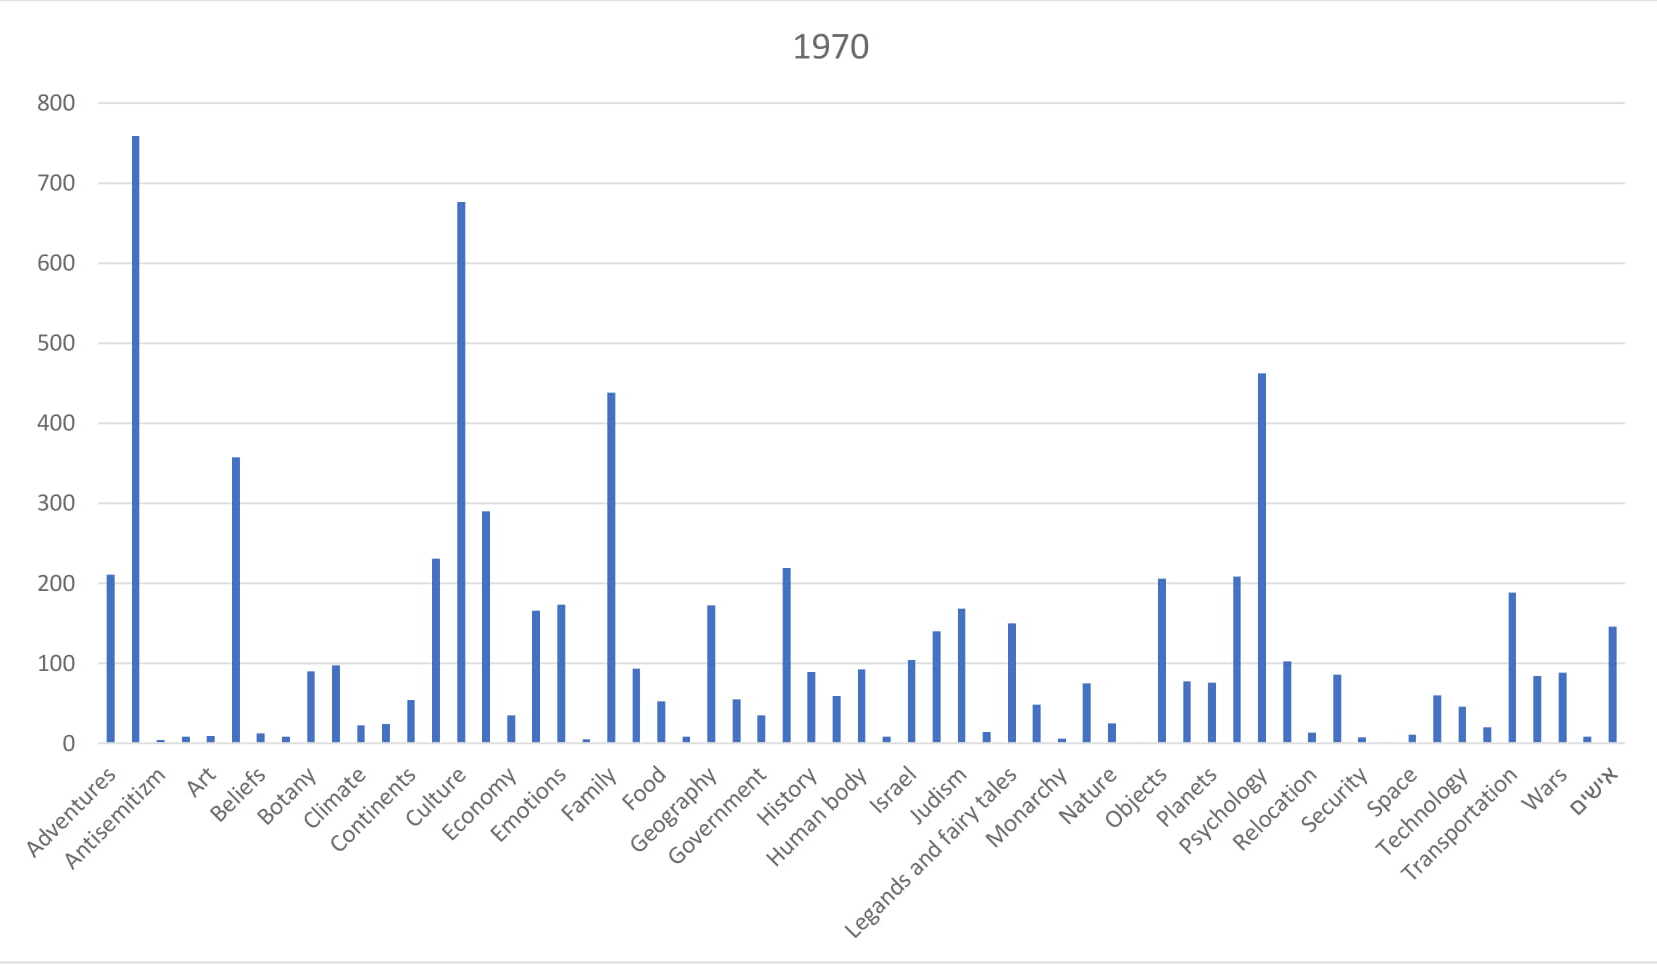 1970
800
700
600
500
400
300
200
100
0
Adventures
Antisemitizm
Art
Beliefs
Botany
Climate
Continents
Culture
Economy
Emotions
Family
Food
Geography
Government
History
Human body
Israel
Judism
Legands and fairy tales
Monarchy
Nature
Objects
Planets
Psychology
Relocation
Security
Space
Technology
Transportation
Wars
אישים